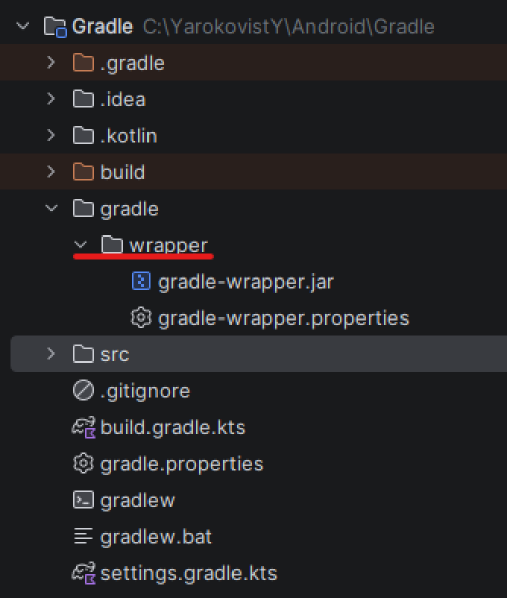 Gradle C:\YarokovistY\Android\Gradle
.gradle
.idea
.kotlin
build
gradle
wrapper
gradle-wrapper.jar
gradle-wrapper.properties
src
.gitignore
build.gradle.kts
gradle.properties
gradlew
gradlew.bat
settings.gradle.kts